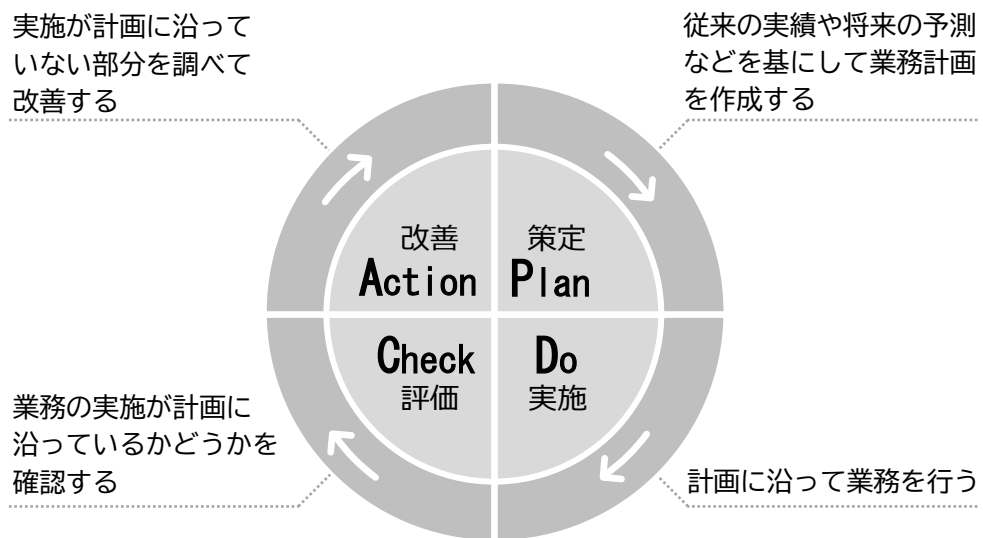 実施が計画に沿って
いない部分を調べて
改善する
従来の実績や将来の予測
などを基にして業務計画
を作成する
改善
Action
策定
Plan
Check
評価
Do
実施
業務の実施が計画に
沿っているかどうかを
確認する
計画に沿って業務を行う